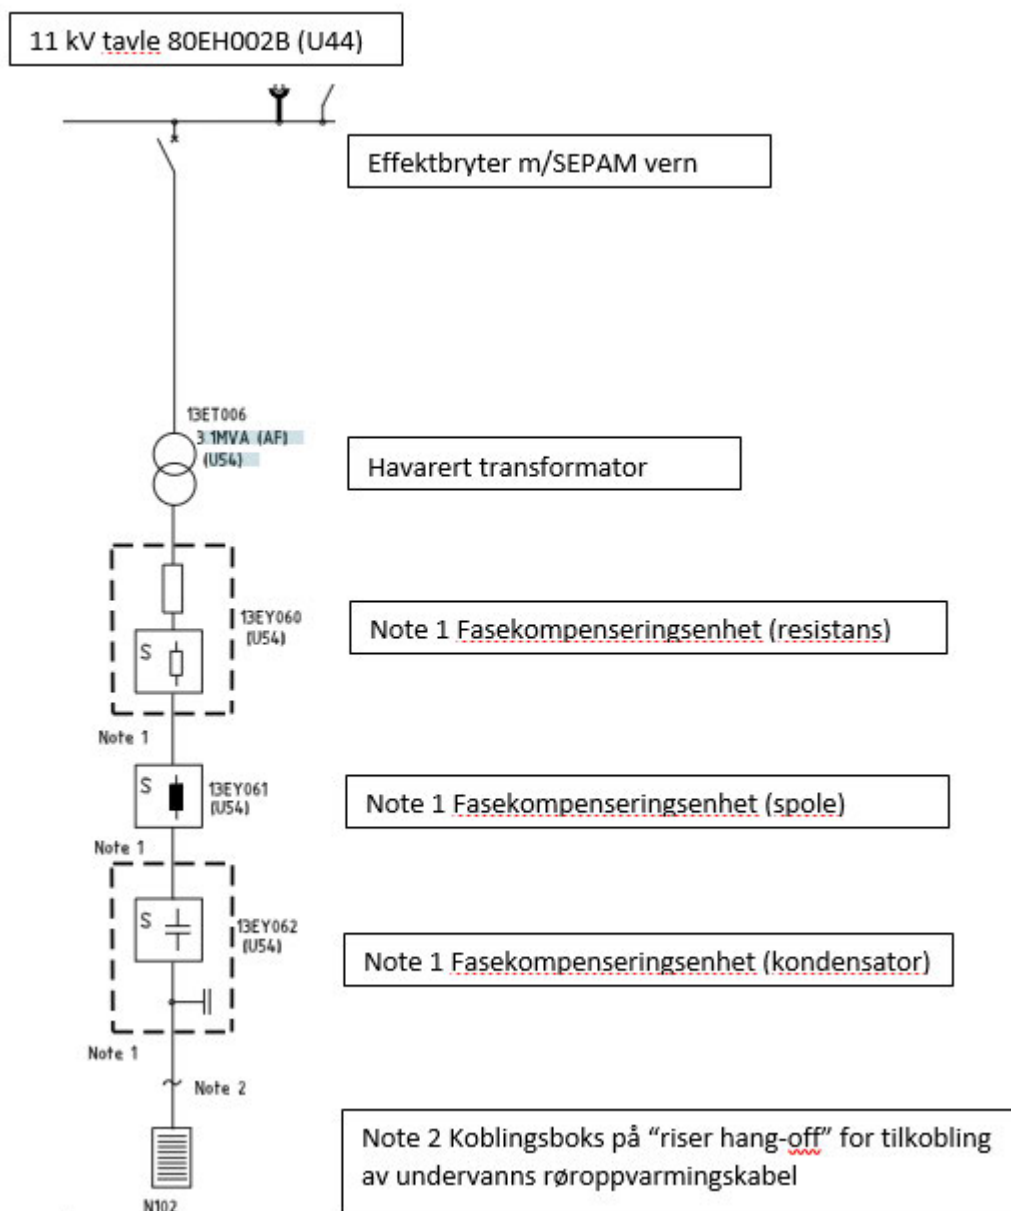 11 kV tavle 80EH002B (U44)
Effektbryter m/SEPAM vern
13ET006
3 1MVA (AF)
(U54)
Havarert transformator
13EY060
(U54)
Note 1 Fasekompenseringsenhet (resistans)
S
Note 1
S
13EY061
(U54)
Note 1 Fasekompenseringsenhet (spole)
Note 1
S
13EY062
(U54)
Note 1 Fasekompenseringsenhet (kondensator)
Note 1
Note 2
Note 2 Koblingsboks på “riser hang-off” for tilkobling
av undervanns røroppvarmingskabel
N102